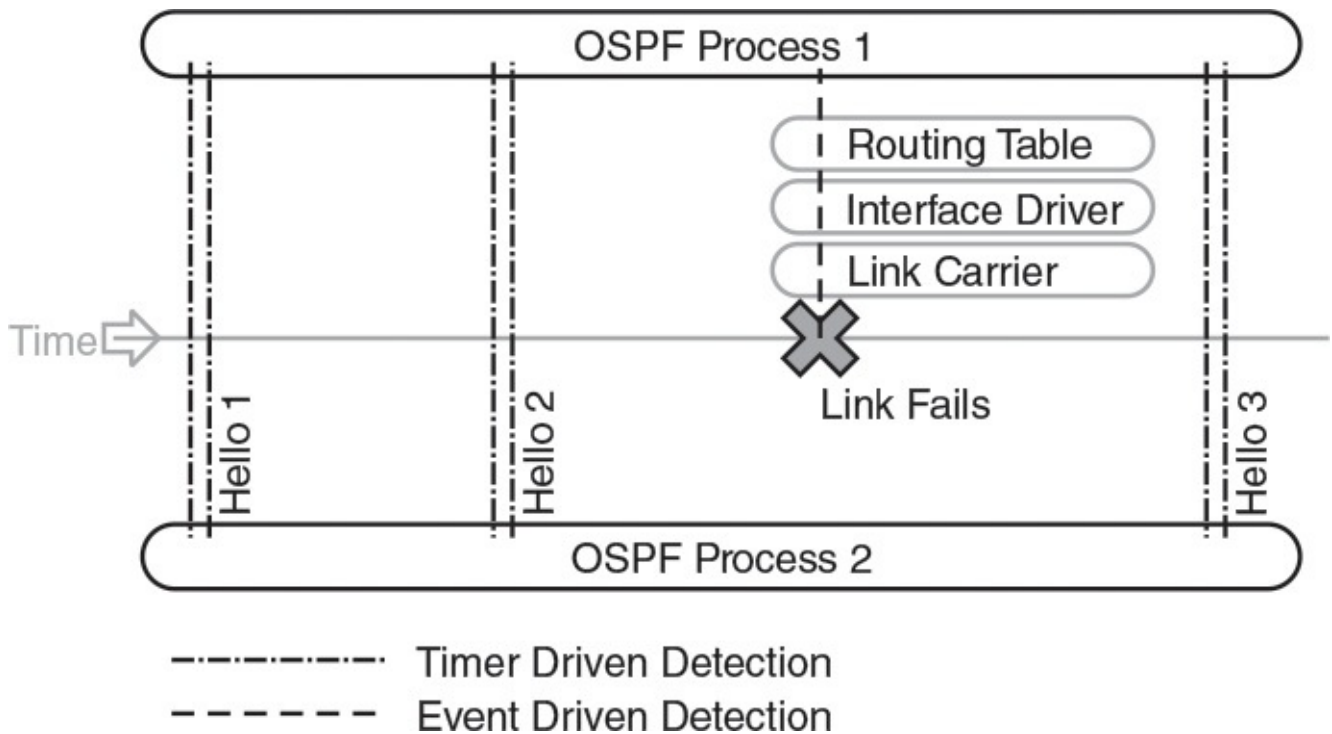 OSPF Process 1
Routing Table
Interface Driver
Link Carrier
Time
Link Fails
Hello 1
Hello 2
Hello 3
OSPF Process 2
Timer Driven Detection
Event Driven Detection